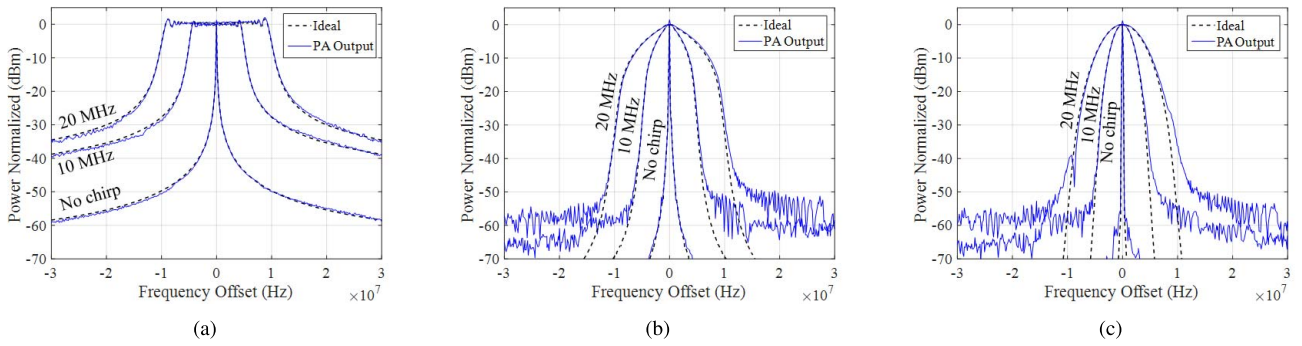 0
-10
-20
-30
-40
-50
-60
-70
Power Normalized (dBm)
Ideal
PA Output
20 MHz
10 MHz
No chirp
-3 -2 -1 0 1 2 3
Frequency Offset (Hz) ×10^7
(a)
0
-10
-20
-30
-40
-50
-60
-70
Power Normalized (dBm)
Ideal
PA Output
20 MHz
10 MHz
No chirp
-3 -2 -1 0 1 2 3
Frequency Offset (Hz) ×10^7
(b)
0
-10
-20
-30
-40
-50
-60
-70
Power Normalized (dBm)
Ideal
PA Output
20 MHz
10 MHz
No chirp
-3 -2 -1 0 1 2 3
Frequency Offset (Hz) ×10^7
(c)